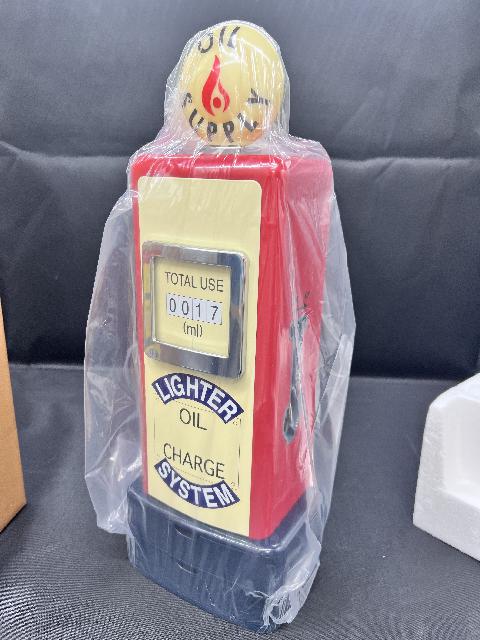 OIL
SUPPLY
TOTAL USE
0017
(ml)
LIGHTER
OIL
CHARGE
SYSTEM